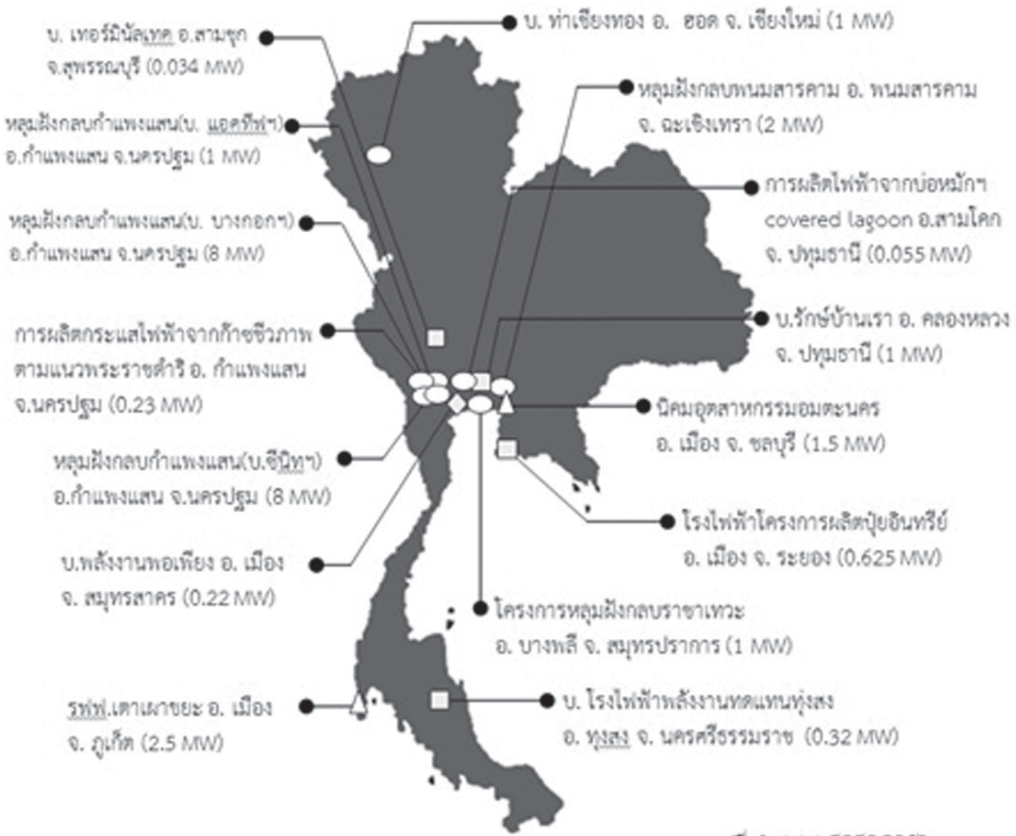 บ. ท่าเชียงทอง อ. ฮอด จ. เชียงใหม่ (1 MW)
บ. เทอร์มินัลเทค อ.สามชุก
จ.สุพรรณบุรี (0.034 MW)
หลุมฝังกลบพนมสารคาม อ. พนมสารคาม
จ. ฉะเชิงเทรา (2 MW)
หลุมฝังกลบกำแพงแสน(บ. แอคทีฟฯ)
อ.กำแพงแสน จ.นครปฐม (1 MW)
การผลิตไฟฟ้าจากบ่อหมักฯ
covered lagoon อ.สามโคก
จ. ปทุมธานี (0.055 MW)
หลุมฝังกลบกำแพงแสน(บ. บางกอกฯ)
อ.กำแพงแสน จ.นครปฐม (8 MW)
บ.รักษ์บ้านเรา อ. คลองหลวง
จ. ปทุมธานี (1 MW)
การผลิตกระแสไฟฟ้าจากก๊าซชีวภาพ
ตามแนวพระราชดำริ อ. กำแพงแสน
จ.นครปฐม (0.23 MW)
นิคมอุตสาหกรรมอมตะนคร
อ. เมือง จ. ชลบุรี (1.5 MW)
หลุมฝังกลบกำแพงแสน(บ.ซีนิทฯ)
อ.กำแพงแสน จ.นครปฐม (8 MW)
โรงไฟฟ้าโครงการผลิตปุ๋ยอินทรีย์
อ. เมือง จ. ระยอง (0.625 MW)
บ.พลังงานพอเพียง อ. เมือง
จ. สมุทรสาคร (0.22 MW)
โครงการหลุมฝังกลบราชาเทวะ
อ. บางพลี จ. สมุทรปราการ (1 MW)
รฟฟ.เตาเผาขยะ อ. เมือง
จ. ภูเก็ต (2.5 MW)
บ. โรงไฟฟ้าพลังงานทดแทนทุ่งสง
อ. ทุงสง จ. นครศรีธรรมราช (0.32 MW)